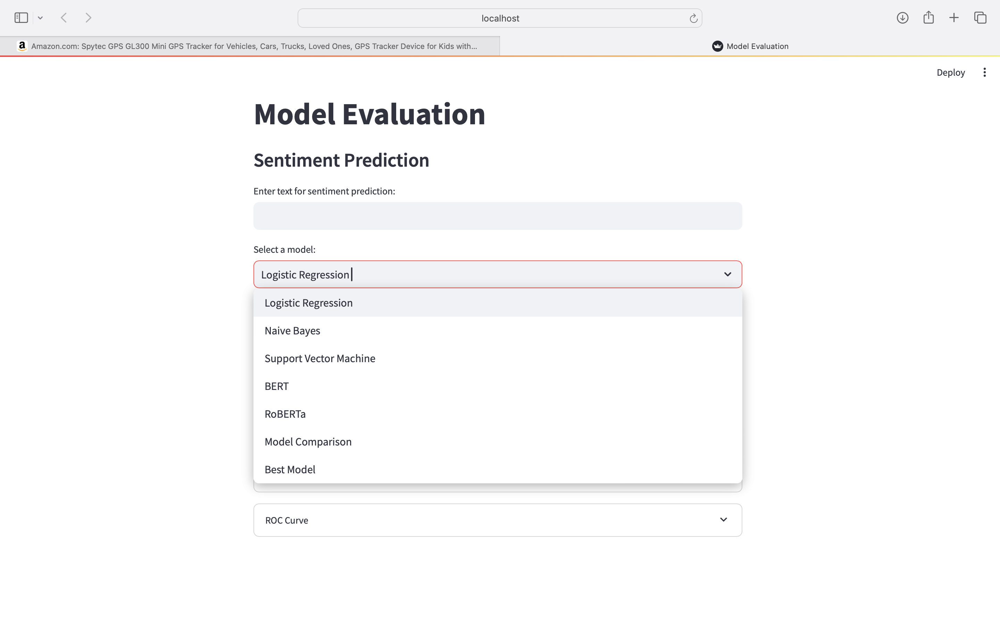 localhost
Amazon.com: Spytec GPS GL300 Mini GPS Tracker for Vehicles, Cars, Trucks, Loved Ones, GPS Tracker Device for Kids with...
Model Evaluation
Deploy
Model Evaluation
Sentiment Prediction
Enter text for sentiment prediction:
Select a model:
Logistic Regression
Logistic Regression
Naive Bayes
Support Vector Machine
BERT
RoBERTa
Model Comparison
Best Model
ROC Curve